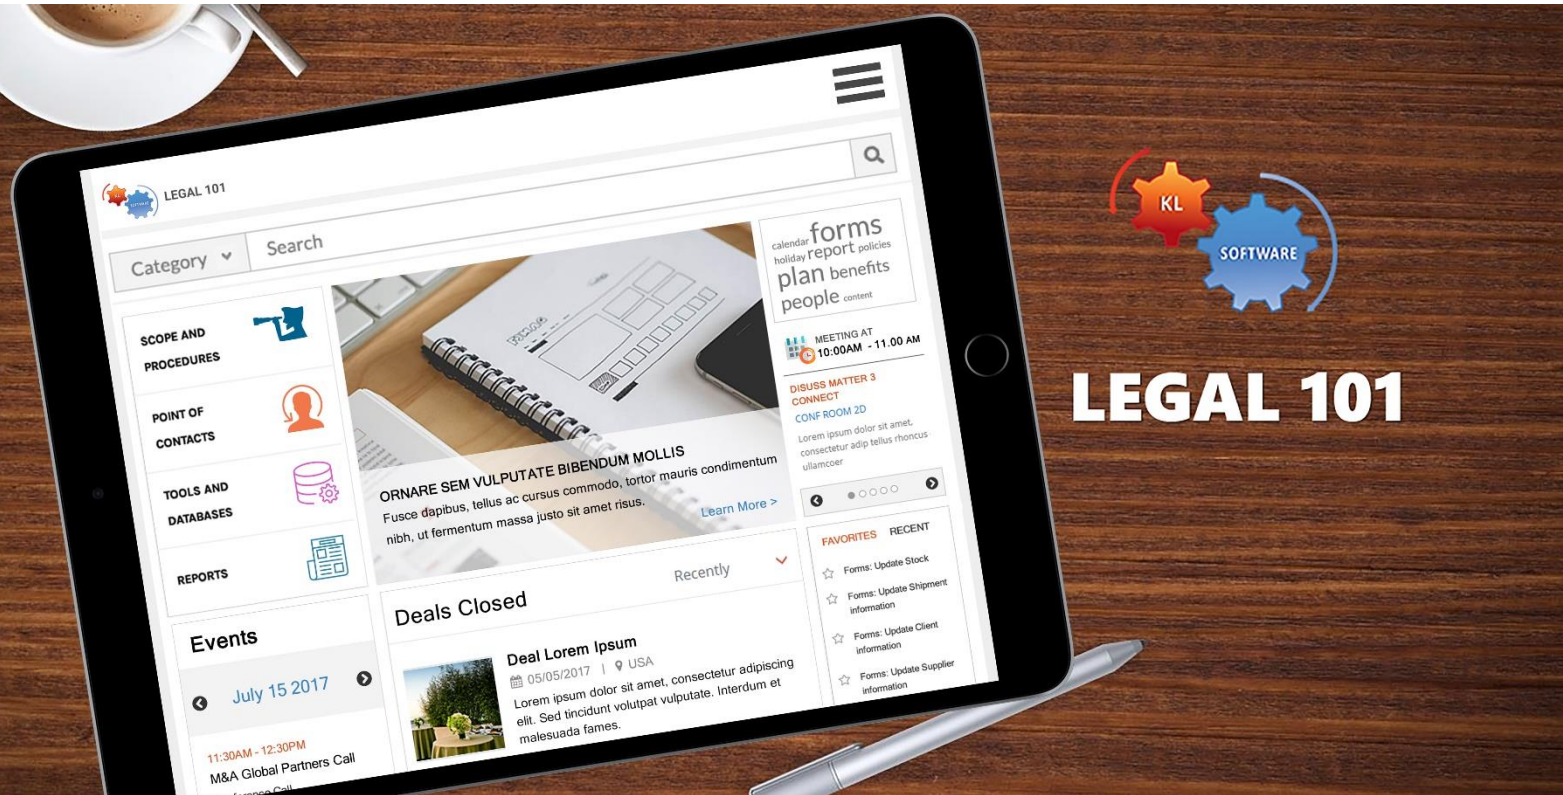 KL
SOFTWARE
LEGAL 101
Category
Search
SCOPE AND
PROCEDURES
POINT OF
CONTACTS
TOOLS AND
DATABASES
REPORTS
ORNARE SEM VULPUTATE BIBENDUM MOLLIS
Fusce dapibus, tellus ac cursus commodo, tortor mauris condimentum
nibh, ut fermentum massa justo sit amet risus.
Learn More >
calendar forms
holiday report policies
plan benefits
people content
MEETING AT
10:00AM - 11.00 AM
DISUSS MATTER 3
CONNECT
CONF ROOM 2D
Lorem ipsum dolor sit amet,
consectetur adip tellus rhoncus
ullamcoer
FAVORITES RECENT
Forms: Update Stock
Forms: Update Shipment
information
Forms: Update Client
information
Forms: Update Supplier
information
Events
July 15 2017
11:30AM - 12:30PM
M&A Global Partners Call
Call
Deals Closed
Recently
Deal Lorem Ipsum
05/05/2017 | USA
Lorem ipsum dolor sit amet, consectetur adipiscing
elit. Sed tincidunt volutpat vulputate. Interdum et
malesuada fames.
KL
SOFTWARE
LEGAL 101